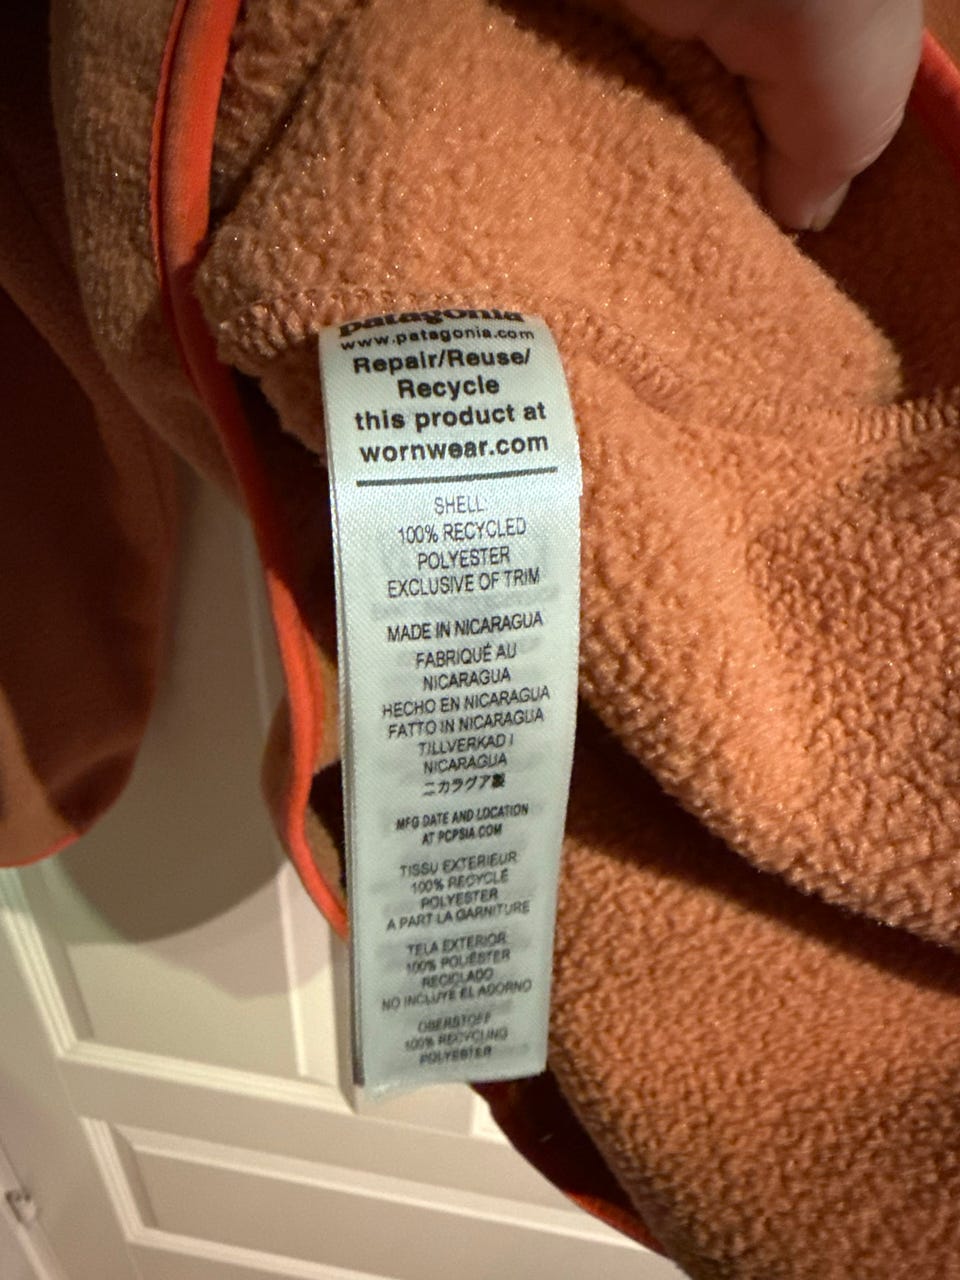 patagonia
www.patagonia.com
Repair/Reuse/
Recycle
this product at
wornwear.com
SHELL:
100% RECYCLED
POLYESTER
EXCLUSIVE OF TRIM
MADE IN NICARAGUA
FABRIQUÉ AU
NICARAGUA
HECHO EN NICARAGUA
FATTO IN NICARAGUA
TILLVERKAD I
NICARAGUA
ニカラグア製
MFG DATE AND LOCATION
AT PCPSIA.COM
TISSU EXTERIEUR
100% RECYCLÉ
POLYESTER
A PART LA GARNITURE
TELA EXTERIOR
100% POLIÉSTER
RECICLADO
NO INCLUYE EL ADORNO
OBERSTOFF
100% RECYCLING
POLYESTER